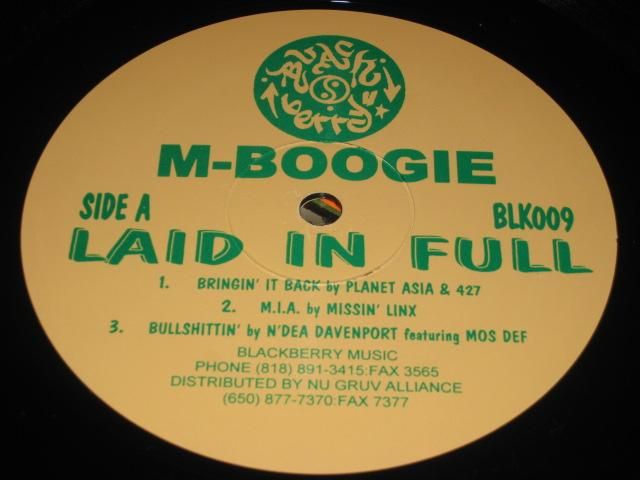 BLACK
berry
M-BOOGIE
SIDE A
BLK009
LAID IN FULL
1. BRINGIN' IT BACK by PLANET ASIA & 427
2. M.I.A. by MISSIN' LINX
3. BULLSHITTIN' by N'DEA DAVENPORT featuring MOS DEF
BLACKBERRY MUSIC
PHONE (818) 891-3415:FAX 3565
DISTRIBUTED BY NU GRUV ALLIANCE
(650) 877-7370:FAX 7377